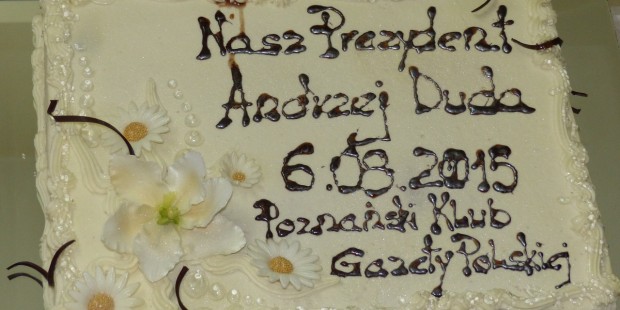 Nasz Prezydent
Andrzej Duda
6.08.2015
Poznański Klub
Gazety Polskiej